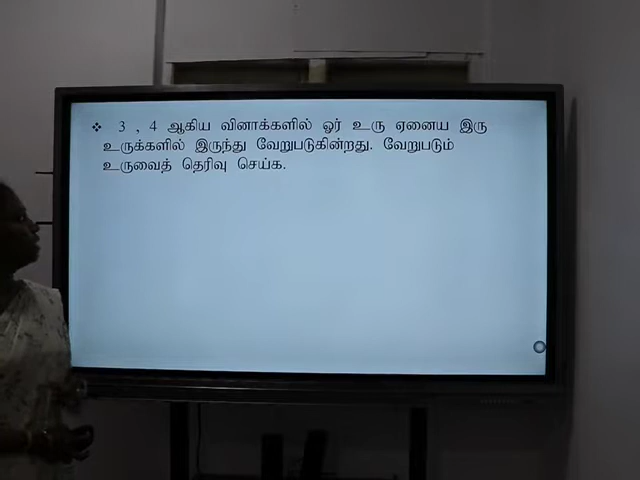 ❖ 3 , 4 ஆகிய வினாக்களில் ஓர் உரு ஏனைய இரு
உருக்களில் இருந்து வேறுபடுகின்றது. வேறுபடும்
உருவைத் தெரிவு செய்க.